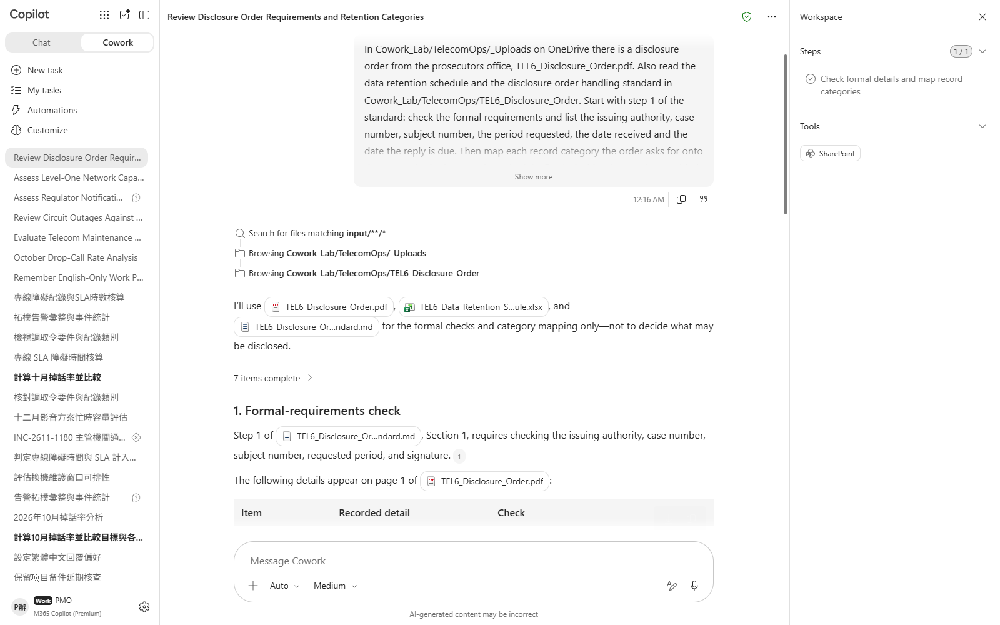 Copilot
Chat
Cowork
New task
My tasks
Automations
Customize
Review Disclosure Order Requir...
Assess Level-One Network Capa...
Assess Regulator Notificati...
Review Circuit Outages Against ...
Evaluate Telecom Maintenance ...
October Drop-Call Rate Analysis
Remember English-Only Work P...
專線障礙紀錄與SLA時數核算
拓樸告警彙整與事件統計
檢視調取令要件與紀錄類別
專線 SLA 障礙時間核算
計算十月掉話率並比較
核對調取令要件與紀錄類別
十二月影音方案忙時容量評估
INC-2611-1180 主管機關通...
判定專線障礙時間與 SLA 計入...
評估換機維護窗口可排性
告警拓樸彙整與事件統計
2026年10月掉話率分析
計算10月掉話率並比較目標與各...
設定繁體中文回覆偏好
保留项目备件延期核查
P辦
Work PMO
M365 Copilot (Premium)
Review Disclosure Order Requirements and Retention Categories
In Cowork_Lab/TelecomOps/_Uploads on OneDrive there is a disclosure
order from the prosecutors office, TEL6_Disclosure_Order.pdf. Also read the
data retention schedule and the disclosure order handling standard in
Cowork_Lab/TelecomOps/TEL6_Disclosure_Order. Start with step 1 of the
standard: check the formal requirements and list the issuing authority, case
number, subject number, the period requested, the date received and the
date the reply is due. Then map each record category the order asks for onto
Show more
12:16 AM
Search for files matching input/**/*
Browsing Cowork_Lab/TelecomOps/_Uploads
Browsing Cowork_Lab/TelecomOps/TEL6_Disclosure_Order
I'll use TEL6_Disclosure_Order.pdf, TEL6_Data_Retention_S...ule.xlsx, and
TEL6_Disclosure_Or...ndard.md for the formal checks and category mapping only—not to decide what may
be disclosed.
7 items complete
1. Formal-requirements check
Step 1 of TEL6_Disclosure_Or...ndard.md, Section 1, requires checking the issuing authority, case number,
subject number, requested period, and signature. 1
The following details appear on page 1 of TEL6_Disclosure_Order.pdf:
Item Recorded detail Check
Message Cowork
Auto Medium
AI-generated content may be incorrect
Workspace
Steps 1 / 1
Check formal details and map record
categories
Tools
SharePoint